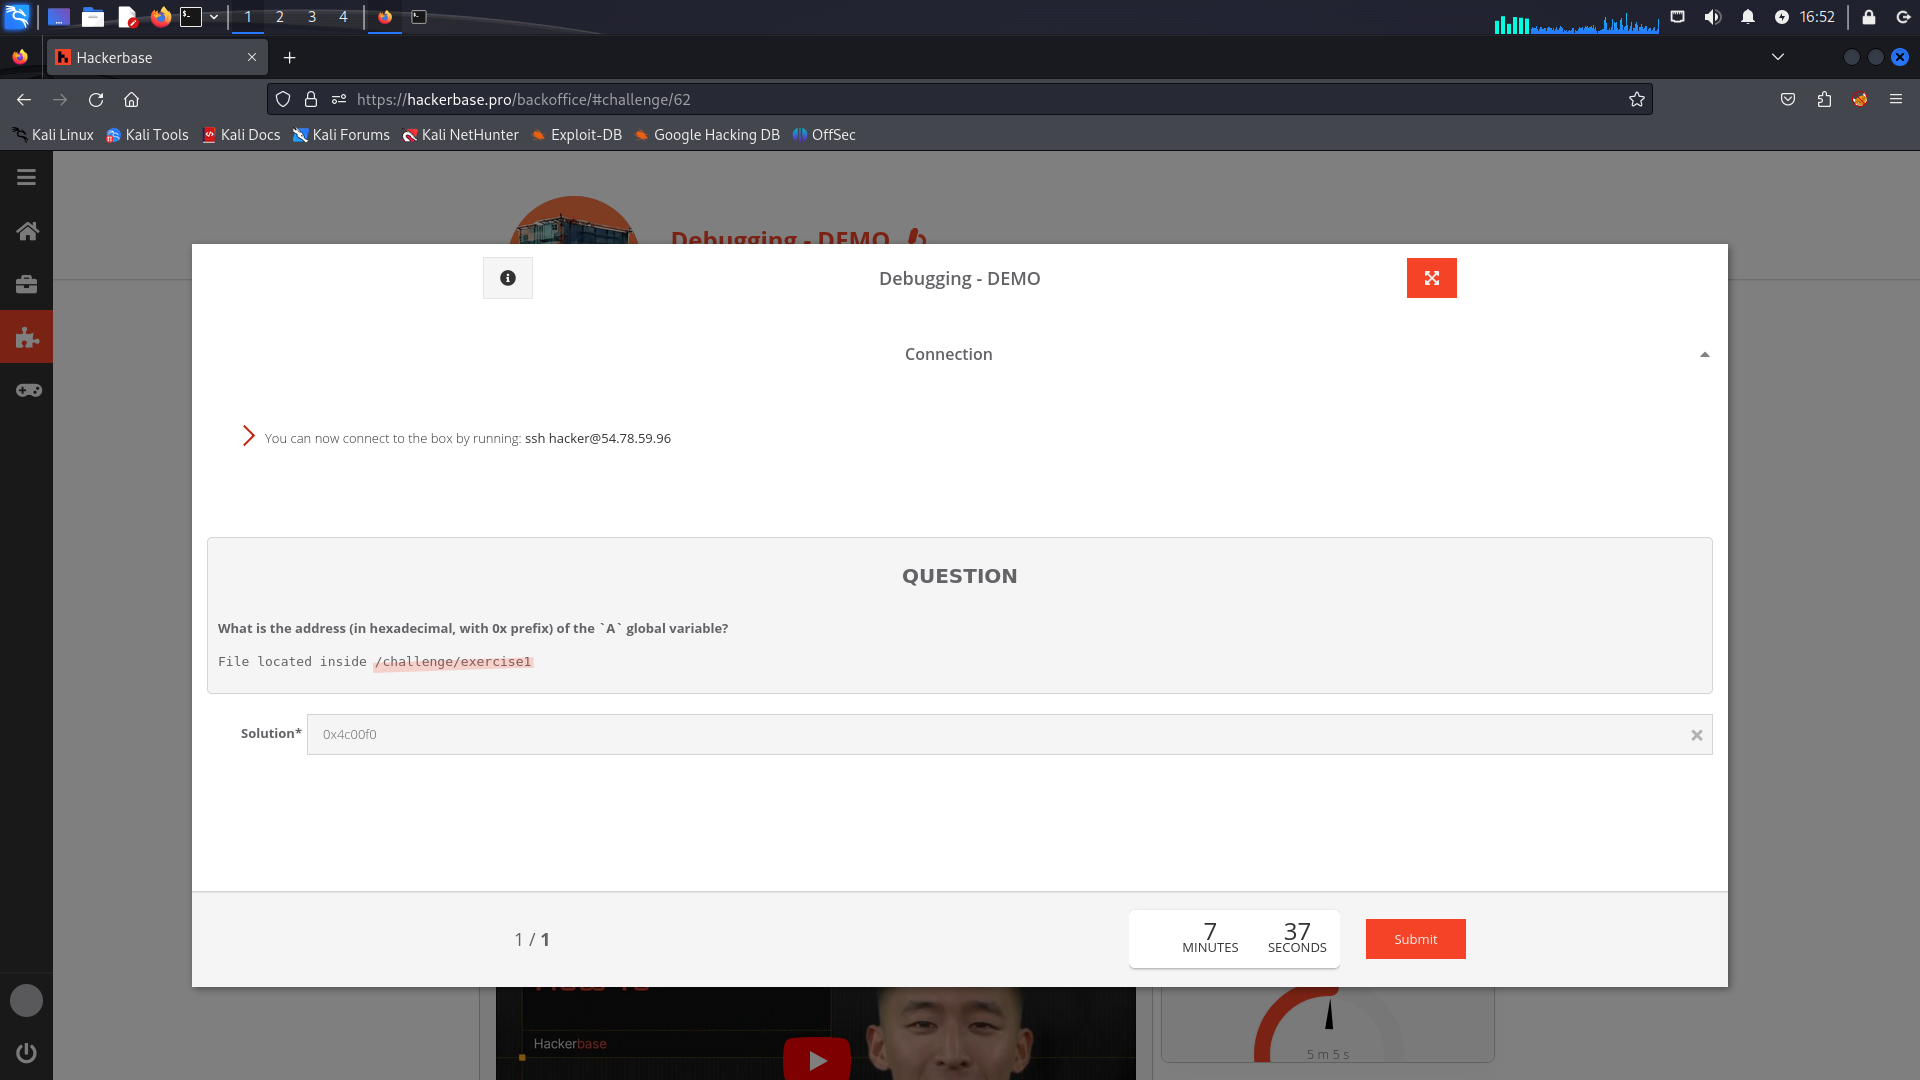 1 2 3 4
16:52
Hackerbase
https://hackerbase.pro/backoffice/#challenge/62
Kali Linux Kali Tools Kali Docs Kali Forums Kali NetHunter Exploit-DB Google Hacking DB OffSec
Debugging - DEMO
Debugging - DEMO
Connection
You can now connect to the box by running: ssh hacker@54.78.59.96
QUESTION
What is the address (in hexadecimal, with 0x prefix) of the `A` global variable?
File located inside /challenge/exercise1
Solution* 0x4c00f0
1 / 1
7 37
MINUTES SECONDS
Submit
Hackerbase
5 m 5 s